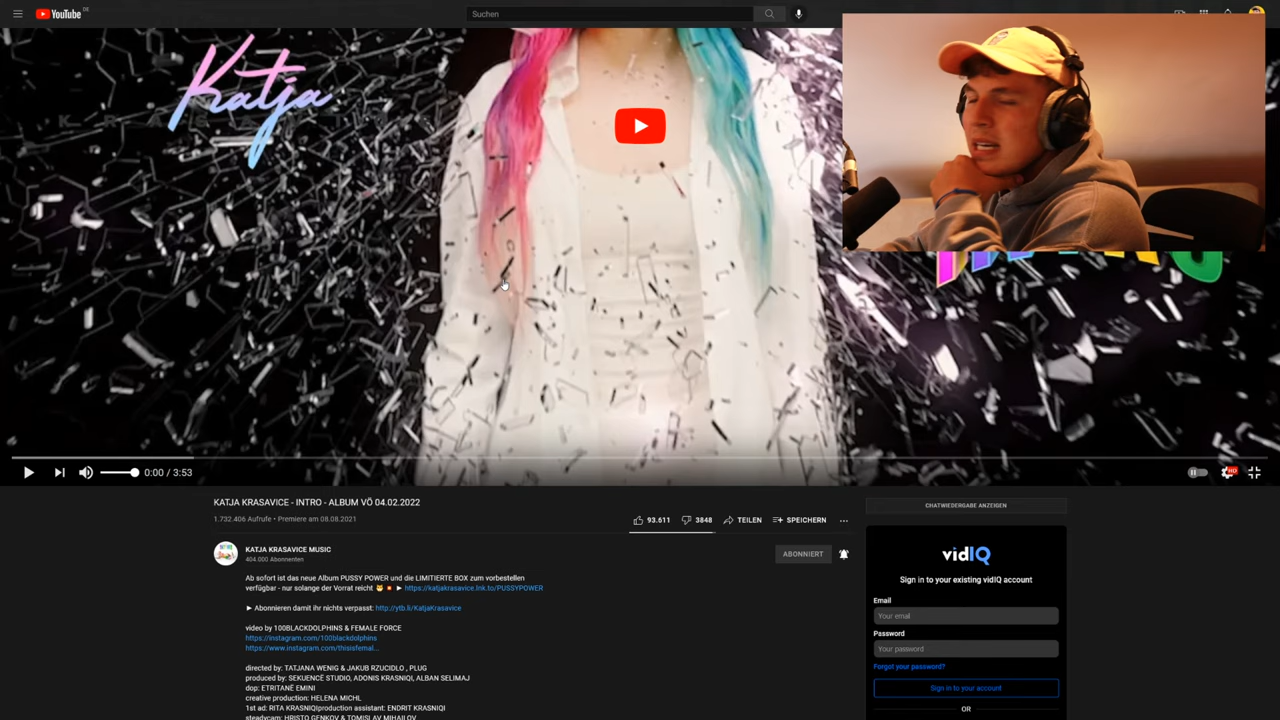 YouTube DE
Suchen
Katja
0:00 / 3:53
HD
KATJA KRASAVICE - INTRO - ALBUM VÖ 04.02.2022
1.732.406 Aufrufe • Premiere am 08.08.2021
93.611 3848 TEILEN SPEICHERN ...
KATJA KRASAVICE MUSIC
404.000 Abonnenten
ABONNIERT
Ab sofort ist das neue Album PUSSY POWER und die LIMITIERTE BOX zum vorbestellen
verfügbar - nur solange der Vorrat reicht 😼💥 ► https://katjakrasavice.lnk.to/PUSSYPOWER
► Abonnieren damit ihr nichts verpasst: http://ytb.li/KatjaKrasavice
video by 100BLACKDOLPHINS & FEMALE FORCE
https://instagram.com/100blackdolphins
https://www.instagram.com/thisisfemal...
directed by: TATJANA WENIG & JAKUB RZUCIDLO , PLUG
produced by: SEKUENCË STUDIO, ADONIS KRASNIQI, ALBAN SELIMAJ
dop: ETRITANË EMINI
creative production: HELENA MICHL
1st ad: RITA KRASNIQIproduction assistant: ENDRIT KRASNIQI
steadycam: HRISTO GENKOV & TOMISLAV MIHAILOV
CHATWIEDERGABE ANZEIGEN
vidIQ
Sign in to your existing vidIQ account
Email
Your email
Password
Your password
Forgot your password?
Sign in to your account
OR